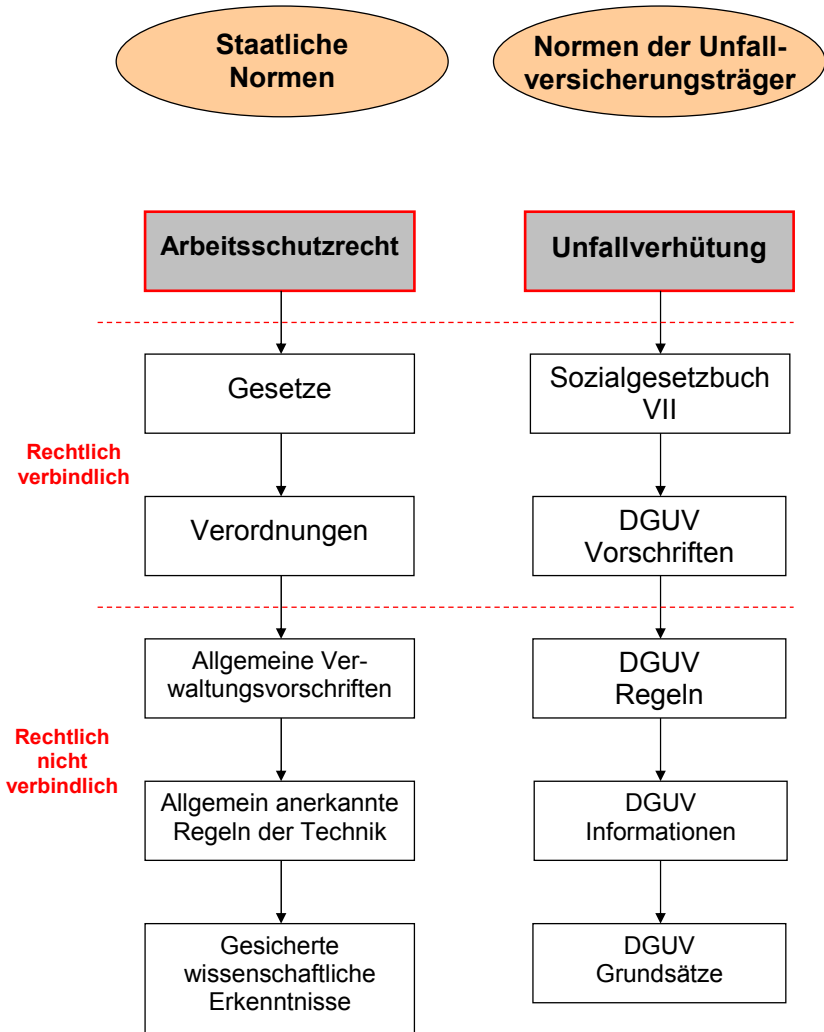 Staatliche
Normen
Normen der Unfall-
versicherungsträger
Arbeitsschutzrecht
Unfallverhütung
Gesetze
Sozialgesetzbuch
VII
Rechtlich
verbindlich
Verordnungen
DGUV
Vorschriften
Allgemeine Ver-
waltungsvorschriften
DGUV
Regeln
Rechtlich
nicht
verbindlich
Allgemein anerkannte
Regeln der Technik
DGUV
Informationen
Gesicherte
wissenschaftliche
Erkenntnisse
DGUV
Grundsätze